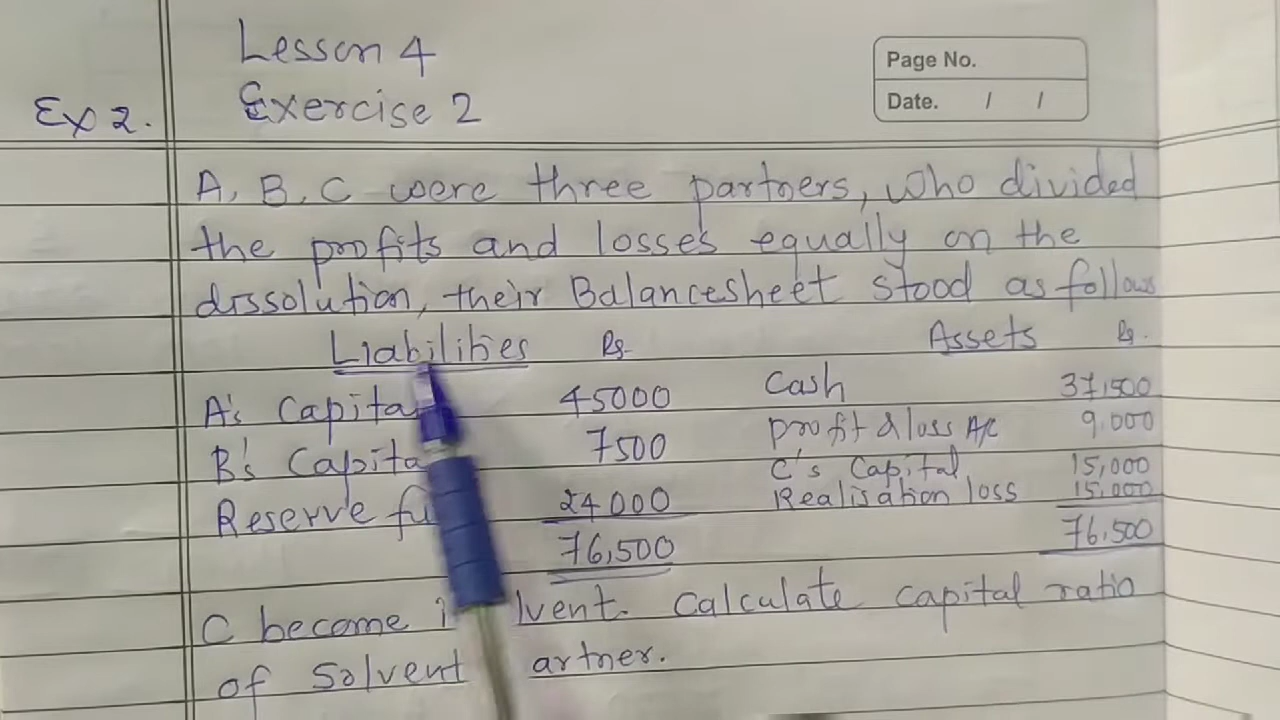 Lesson 4
Page No.
Ex 2. Exercise 2
Date. / /
A, B, C were three partners, who divided
the profits and losses equally on the
dissolution, their Balancesheet stood as follows
Liabilities Rs. Assets Rs.
A's Capita 45000 Cash 37,500
B's Capita 7500 profit & loss A/C 9,000
C's Capital 15,000
Reserve fu 24000 Realisation loss 15,000
76,500 76,500
C become i lvent. Calculate capital ratio
of solvent artner.